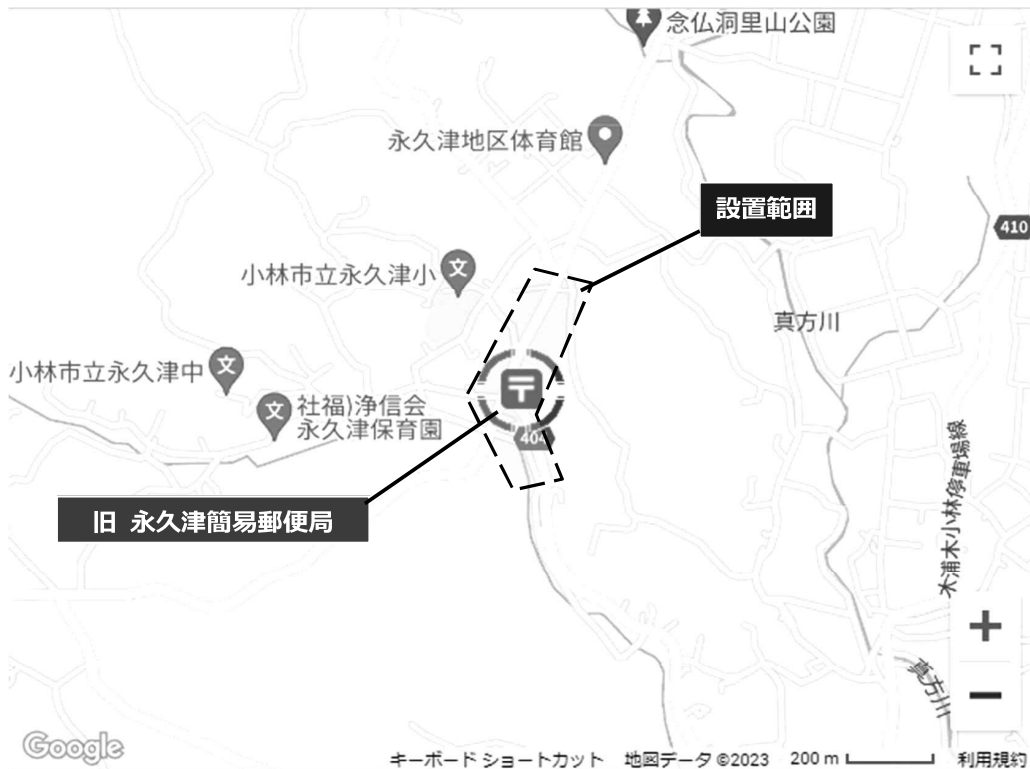 念仏洞里山公園
永久津地区体育館
設置範囲
410
小林市立永久津小
真方川
小林市立永久津中
社福)浄信会
永久津保育園
404
木浦木小林停車場線
旧 永久津簡易郵便局
真方川
Google
キーボード ショートカット 地図データ ©2023 200 m 利用規約